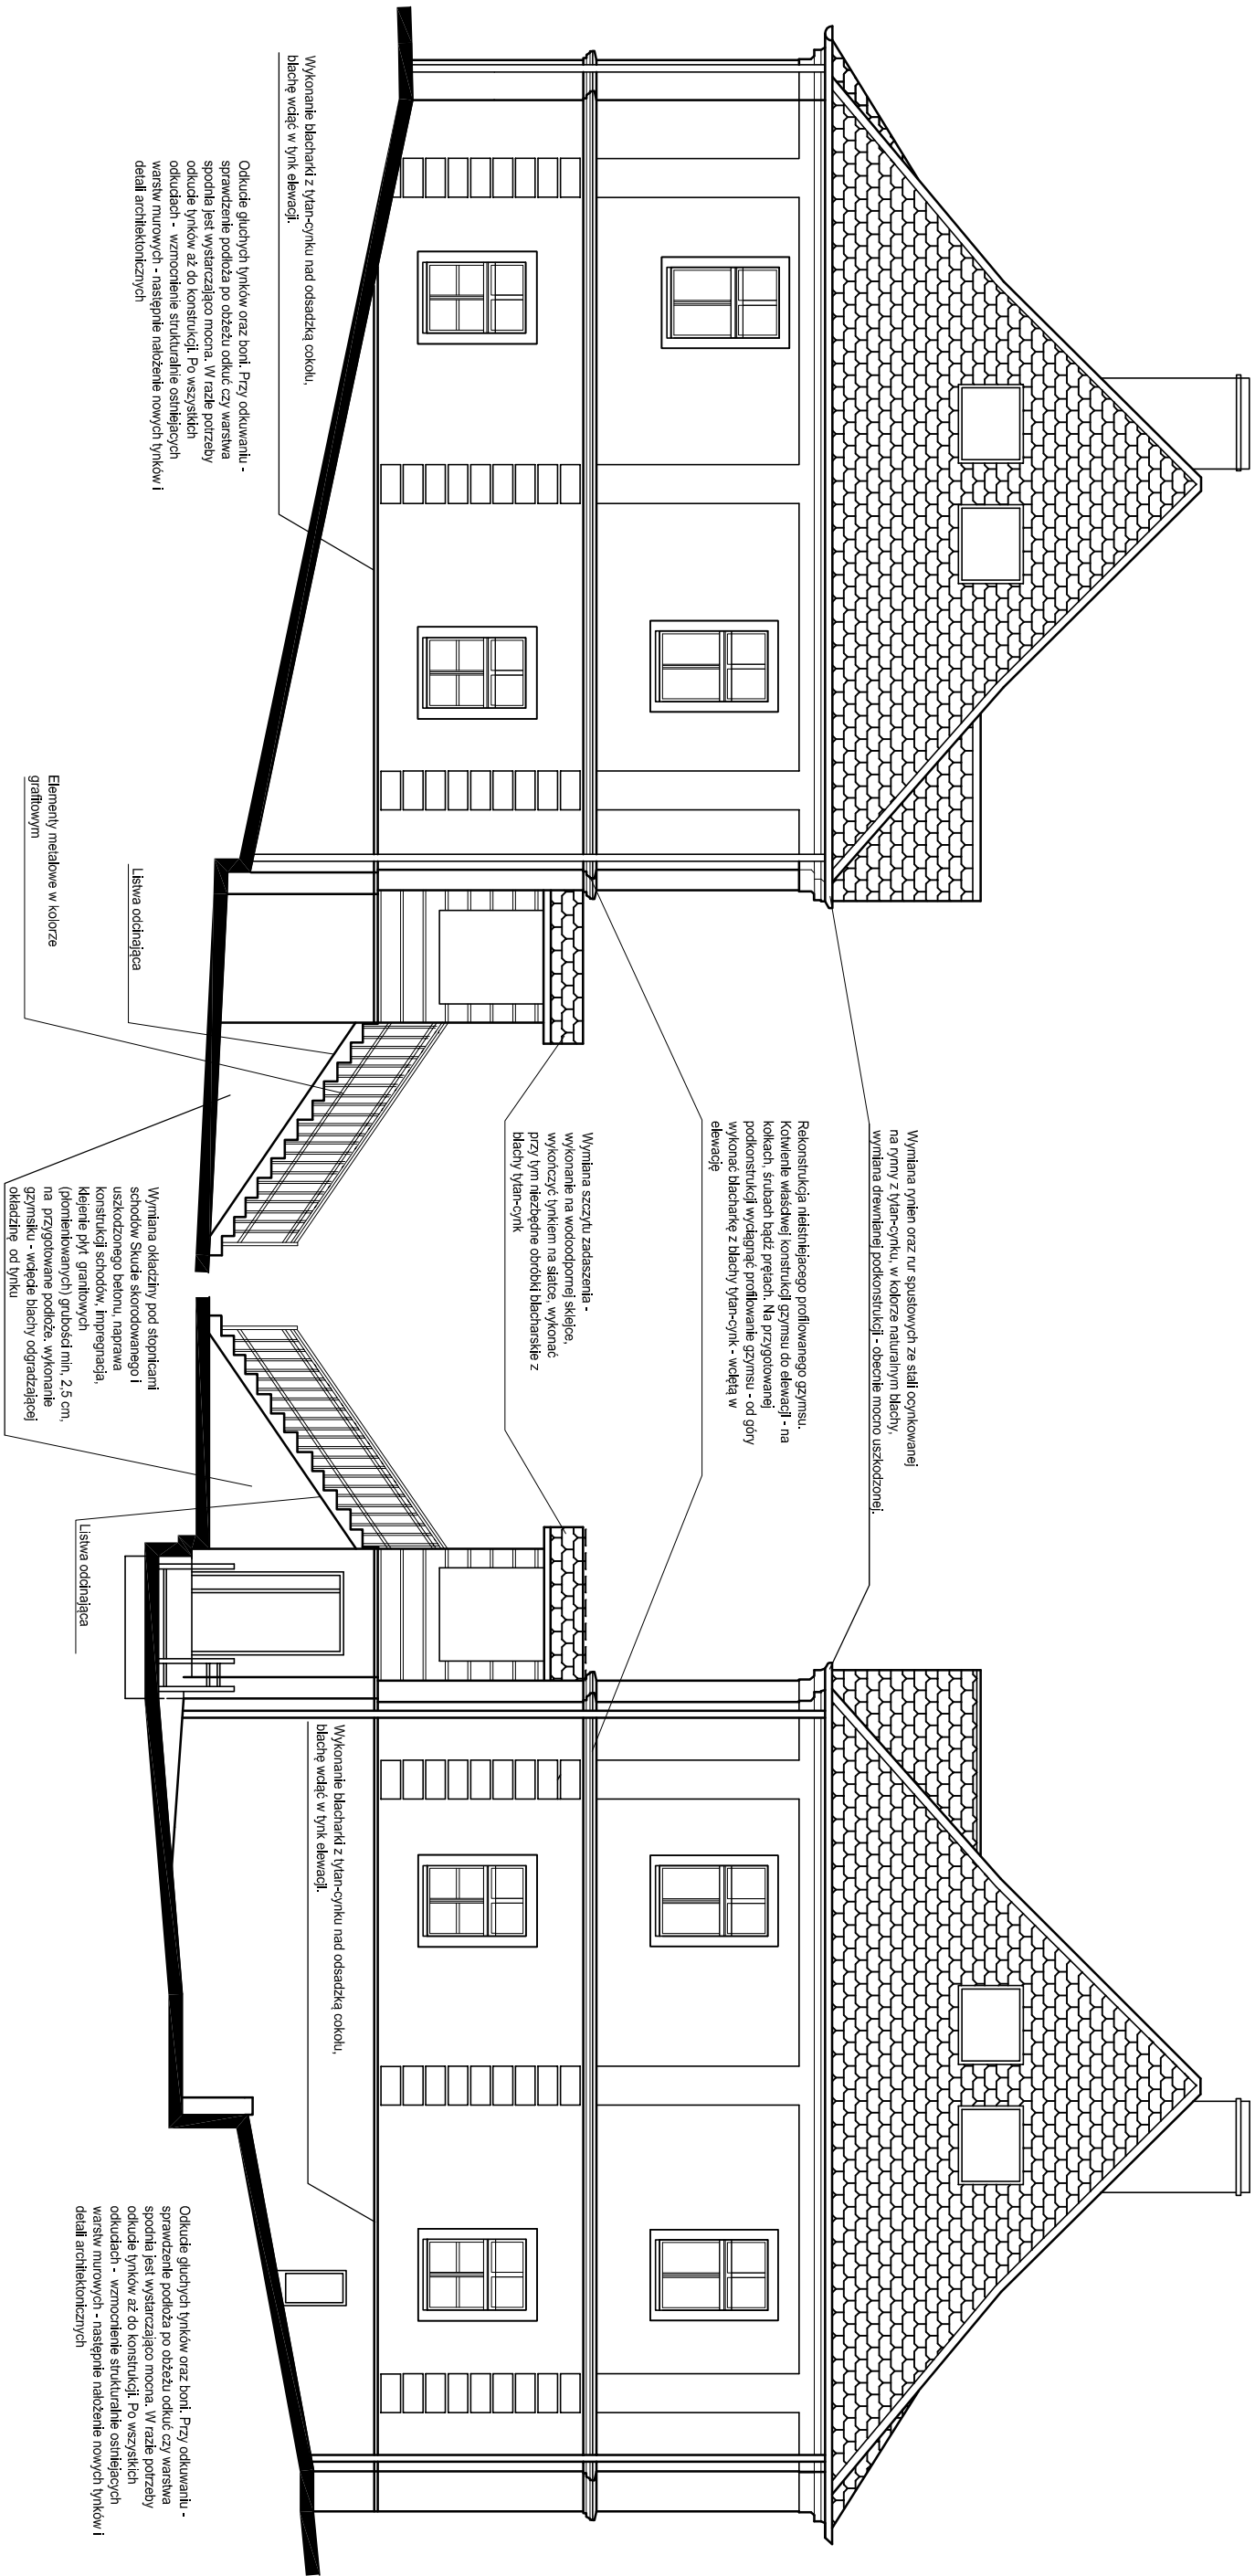 Wymiana rynien oraz rur spustowych ze stali ocynkowanej
na rynny z tytan-cynku, w kolorze naturalnym blachy,
wymiana drewnianej podkonstrukcji - obecnie mocno uszkodzonej.
Rekonstrukcja nieistniejacego profilowanego gzymsu.
Kotwienie właściwej konstrukcji gzymsu do elewacji - na
kołkach, śrubach bądź prętach. Na przygotowanej
podkonstrukcji wyciągnąć profilowanie gzymsu - od góry
wykonać blacharkę z blachy tytan-cynk - wciętą w
elewację
Wymiana szczytu zadaszenia -
wykonanie na wodoodpornej sklejce,
wykończyć tynkiem na siatce, wykonać
przy tym niezbędne obróbki blacharskie z
blachy tytan-cynk
Wykonanie blacharki z tytan-cynku nad odsadzką cokołu,
blachę wciąć w tynk elewacji.
Odkucie głuchych tynków oraz boni. Przy odkuwaniu -
sprawdzenie podłoża po obżeżu odkuć czy warstwa
spodnia jest wystarczająco mocna. W razie potrzeby
odkucie tynków aż do konstrukcji. Po wszystkich
odkuciach - wzmocnienie strukturalnie ostniejacych
warstw murowych - następnie nałożenie nowych tynków i
detali architektonicznych
Listwa odcinająca
Elementy metalowe w kolorze
grafitowym
Wymiana okładziny pod stopnicami
schodów Skucie skorodowanego i
uszkodzonego betonu, naprawa
konstrukcji schodów, impregnacja,
klejenie płyt granitowych
(płomieniowanych) grubości min. 2,5 cm,
na przygotowane podłoże. wykonanie
gzymsiku - wcięcie blachy odgradzającej
okładzinę od tynku
Listwa odcinająca
Wykonanie blacharki z tytan-cynku nad odsadzką cokołu,
blachę wciąć w tynk elewacji.
Odkucie głuchych tynków oraz boni. Przy odkuwaniu -
sprawdzenie podłoża po obżeżu odkuć czy warstwa
spodnia jest wystarczająco mocna. W razie potrzeby
odkucie tynków aż do konstrukcji. Po wszystkich
odkuciach - wzmocnienie strukturalnie ostniejacych
warstw murowych - następnie nałożenie nowych tynków i
detali architektonicznych